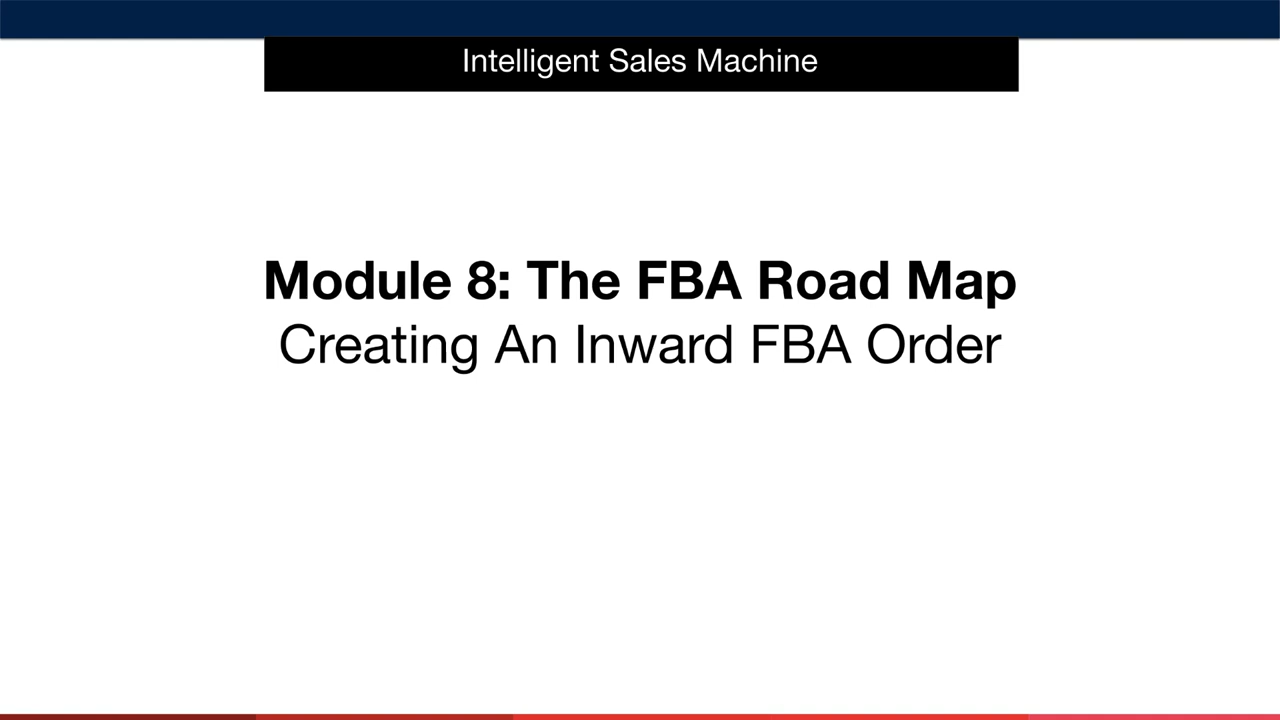 Intelligent Sales Machine
Module 8: The FBA Road Map
Creating An Inward FBA Order